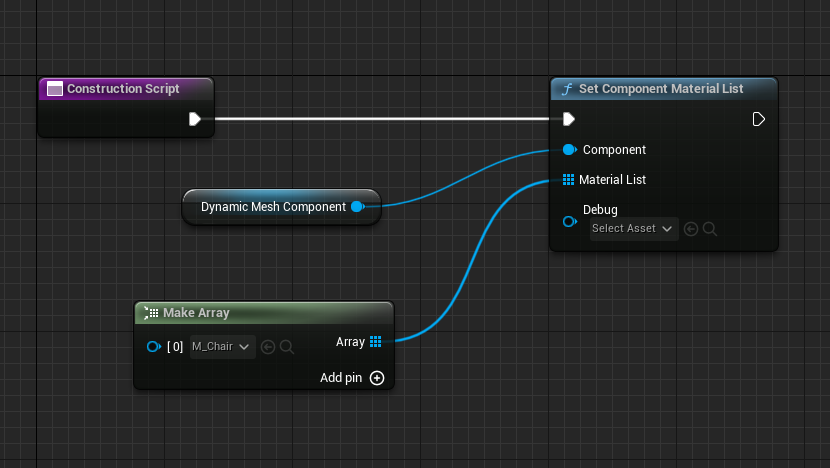 Construction Script
Set Component Material List
Component
Dynamic Mesh Component
Material List
Debug
Select Asset
Make Array
[ 0] M_Chair
Array
Add pin